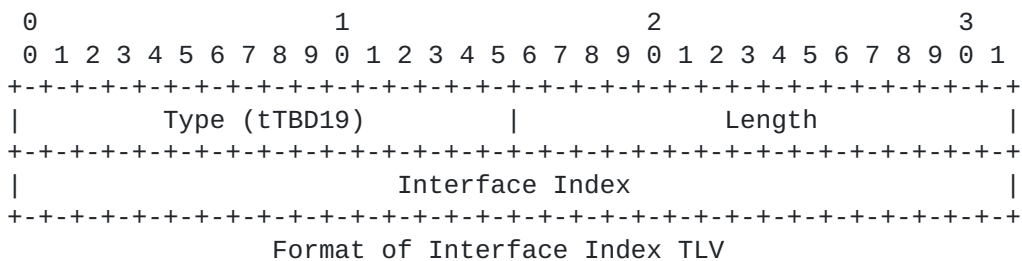 0                   1                   2                   3
 0 1 2 3 4 5 6 7 8 9 0 1 2 3 4 5 6 7 8 9 0 1 2 3 4 5 6 7 8 9 0 1
+-+-+-+-+-+-+-+-+-+-+-+-+-+-+-+-+-+-+-+-+-+-+-+-+-+-+-+-+-+-+-+-+
|         Type (tTBD19)         |             Length            |
+-+-+-+-+-+-+-+-+-+-+-+-+-+-+-+-+-+-+-+-+-+-+-+-+-+-+-+-+-+-+-+-+
|                        Interface Index                        |
+-+-+-+-+-+-+-+-+-+-+-+-+-+-+-+-+-+-+-+-+-+-+-+-+-+-+-+-+-+-+-+-+
                 Format of Interface Index TLV